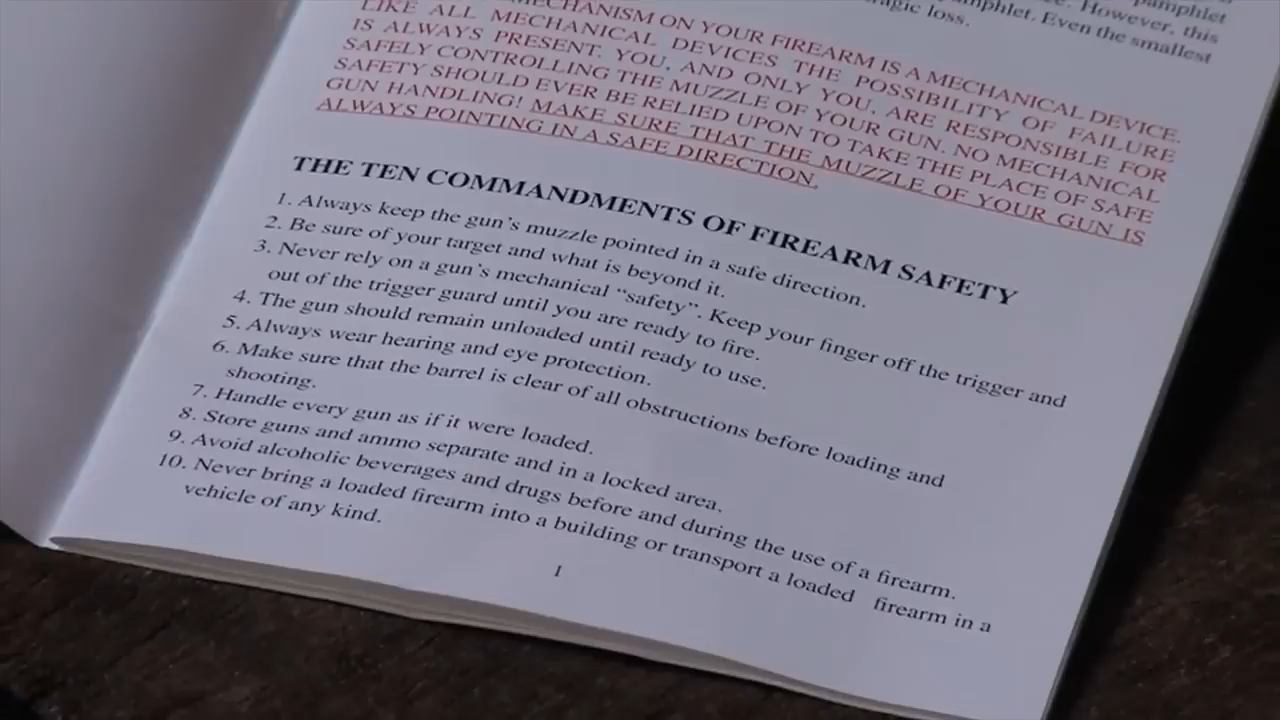 pamphlet
However, this
pamphlet. Even the smallest
tragic loss.
MECHANISM ON YOUR FIREARM IS A MECHANICAL DEVICE.
LIKE ALL MECHANICAL DEVICES THE POSSIBILITY OF FAILURE
IS ALWAYS PRESENT. YOU, AND ONLY YOU, ARE RESPONSIBLE FOR
SAFELY CONTROLLING THE MUZZLE OF YOUR GUN. NO MECHANICAL
SAFETY SHOULD EVER BE RELIED UPON TO TAKE THE PLACE OF SAFE
GUN HANDLING! MAKE SURE THAT THE MUZZLE OF YOUR GUN IS
ALWAYS POINTING IN A SAFE DIRECTION.
THE TEN COMMANDMENTS OF FIREARM SAFETY
1. Always keep the gun's muzzle pointed in a safe direction.
2. Be sure of your target and what is beyond it.
3. Never rely on a gun's mechanical “safety”. Keep your finger off the trigger and
out of the trigger guard until you are ready to fire.
4. The gun should remain unloaded until ready to use.
5. Always wear hearing and eye protection.
6. Make sure that the barrel is clear of all obstructions before loading and
shooting.
7. Handle every gun as if it were loaded.
8. Store guns and ammo separate and in a locked area.
9. Avoid alcoholic beverages and drugs before and during the use of a firearm.
10. Never bring a loaded firearm into a building or transport a loaded firearm in a
vehicle of any kind.
I